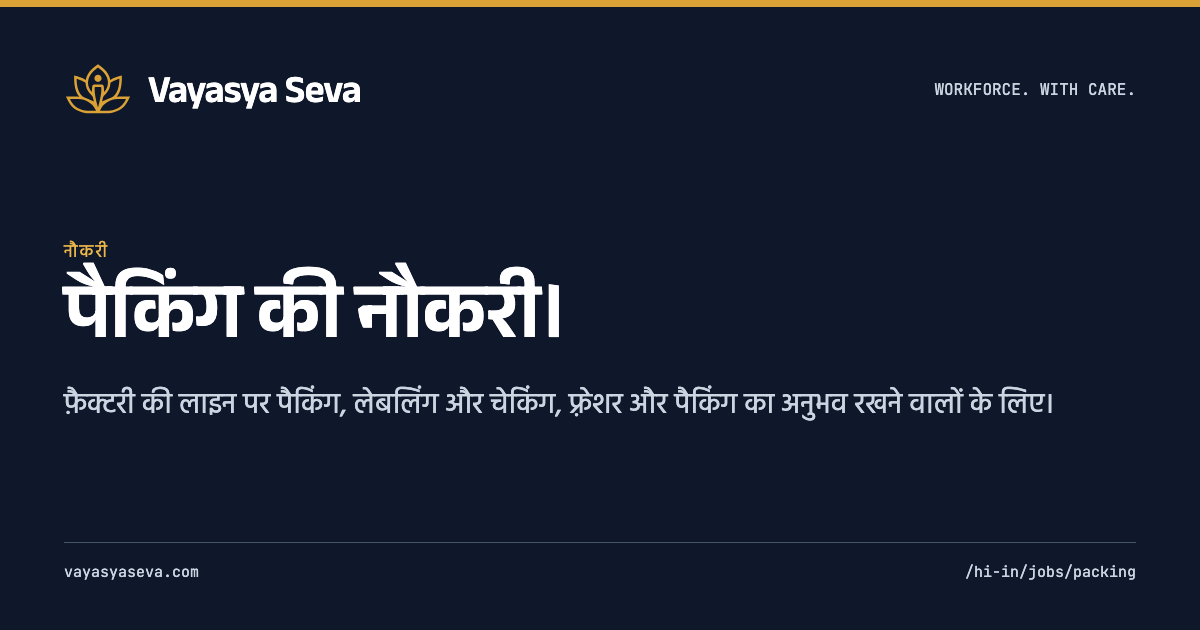 Vayasya Seva
WORKFORCE. WITH CARE.
नौकरी
पैकिंग की नौकरी।
फ़ैक्टरी की लाइन पर पैकिंग, लेबलिंग और चेकिंग, फ़्रेशर और पैकिंग का अनुभव रखने वालों के लिए।
vayasyaseva.com
/hi-in/jobs/packing